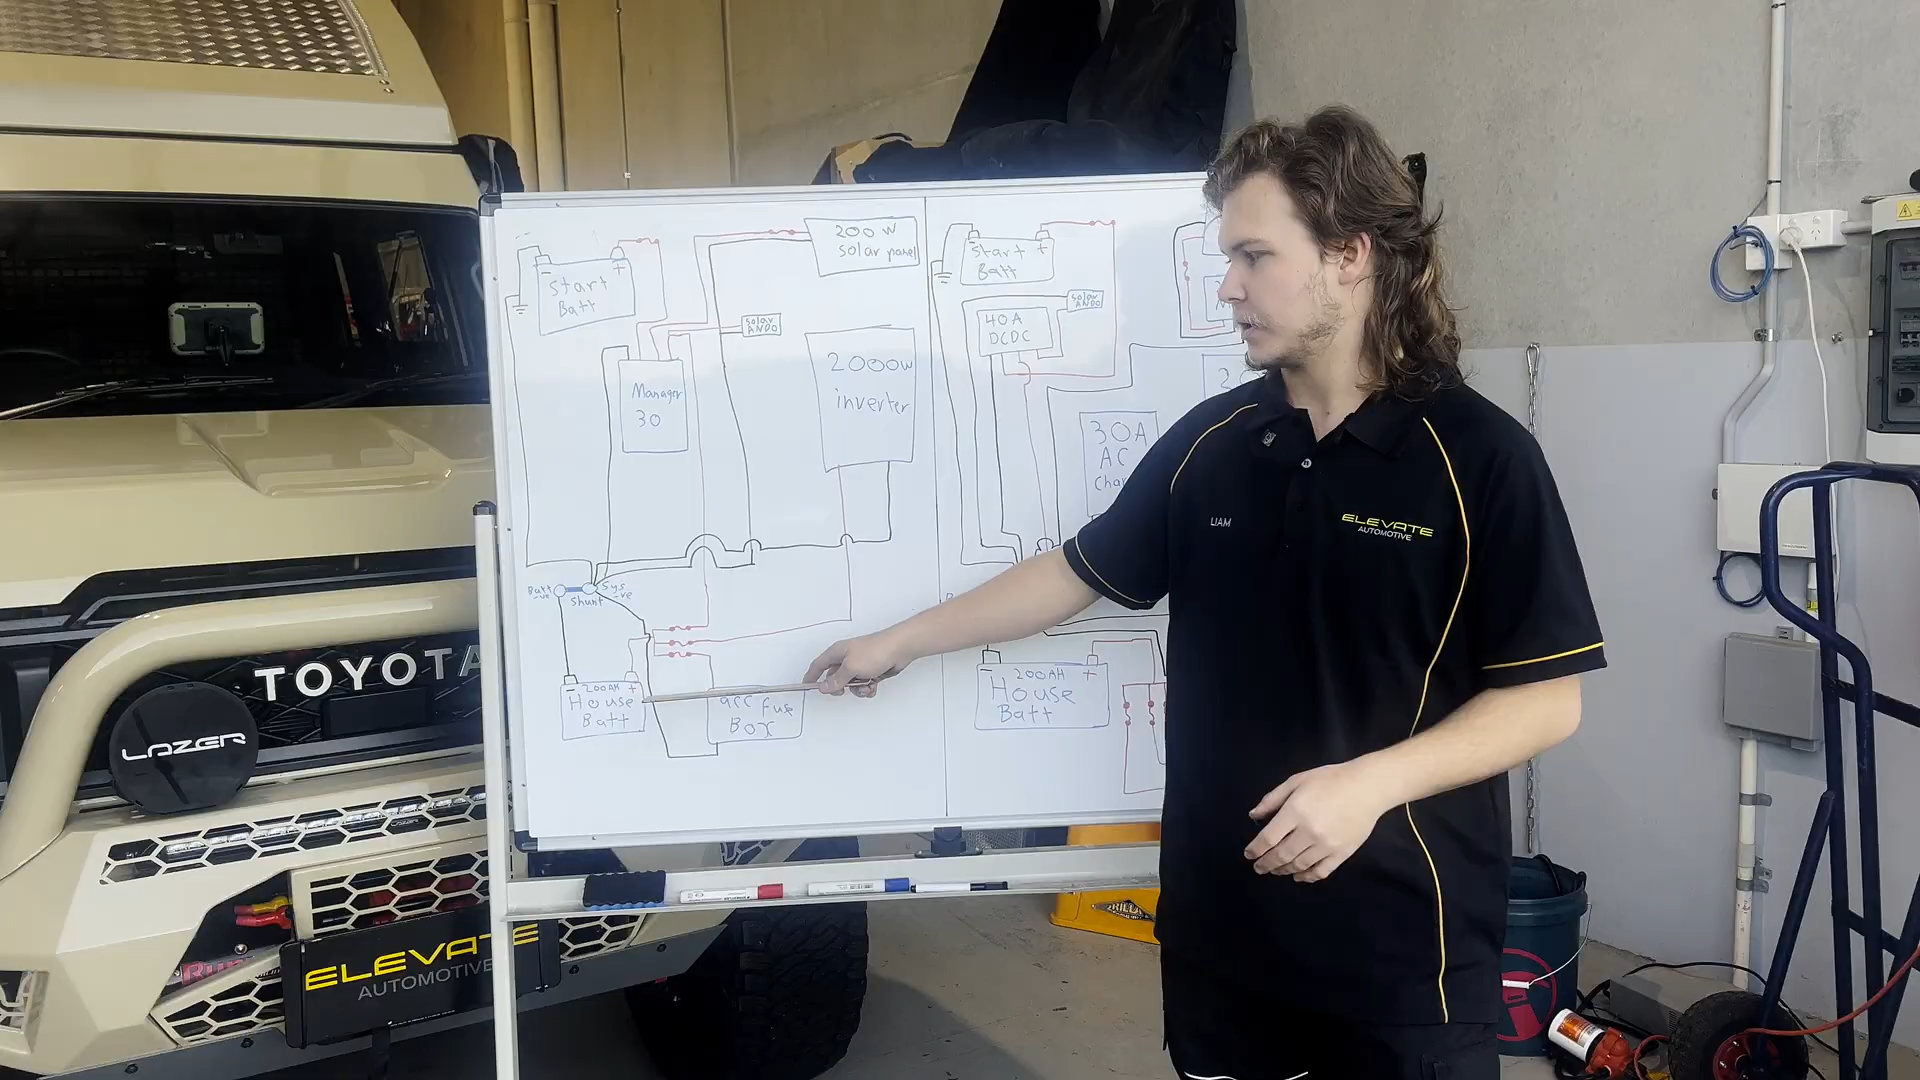 200 W
solar panel
Start
Batt
- +
solar
ANDO
Manager
30
2000w
inverter
Batt
-ve
shunt
Sys
-ve
200AH
- +
House
Batt
acc fuse
Box
- +
Start
Batt
solar
ANDO
40A
DCDC
30A
AC
200AH
- +
House
Batt
LIAM
ELEVATE
AUTOMOTIVE
TOYOTA
LAZER
ELEVATE
AUTOMOTIVE